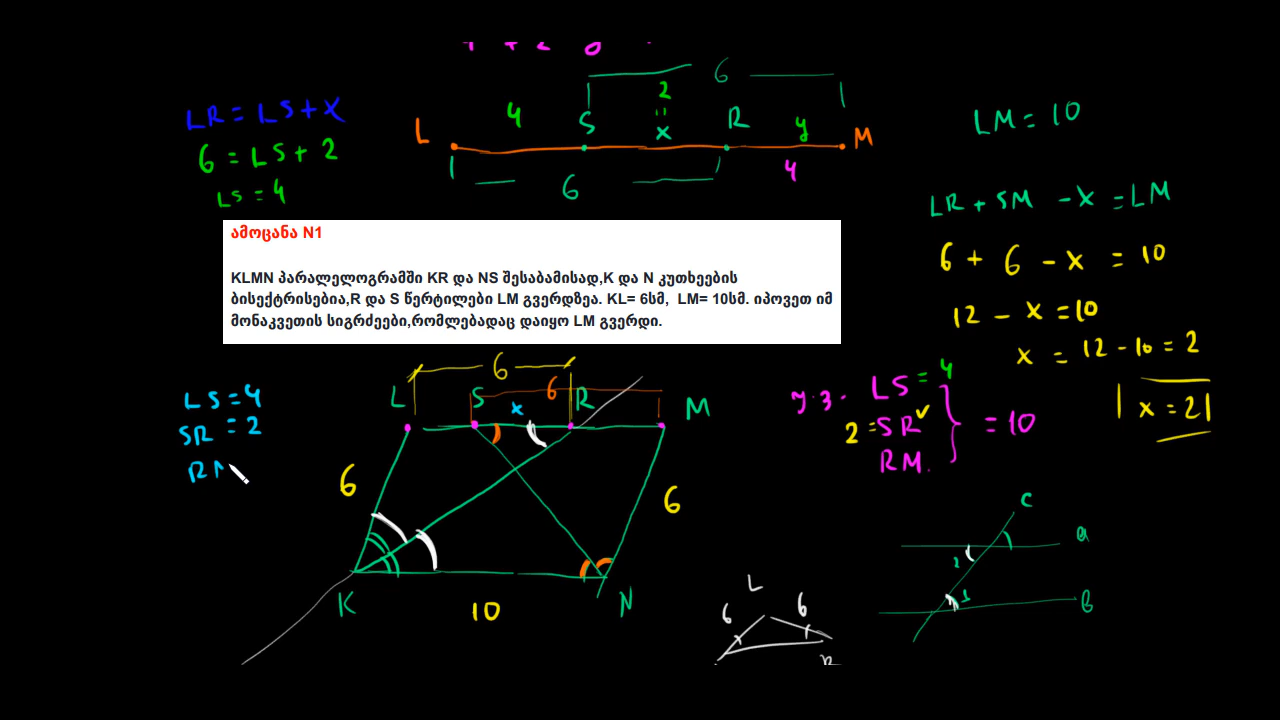 6
2
4 S x R y
L M
6 4
LR = LS + X
6 = LS + 2
LS = 4
LM = 10
LR + SM - X = LM
6 + 6 - x = 10
12 - x = 10
x = 12 - 10 = 2
x = 2
ამოცანა N1
KLMN პარალელოგრამში KR და NS შესაბამისად,K და N კუთხეების
ბისექტრისებია,R და S წერტილები LM გვერდზეა. KL= 6სმ, LM= 10სმ. იპოვეთ იმ
მონაკვეთის სიგრძეები,რომლებადაც დაიყო LM გვერდი.
LS = 4
SR = 2
6
6
L S x R M
6 6
K 10 N
უ.გ. LS = 4
2 = SR = 10
RM.
L
6 6
C
a
2
1
B